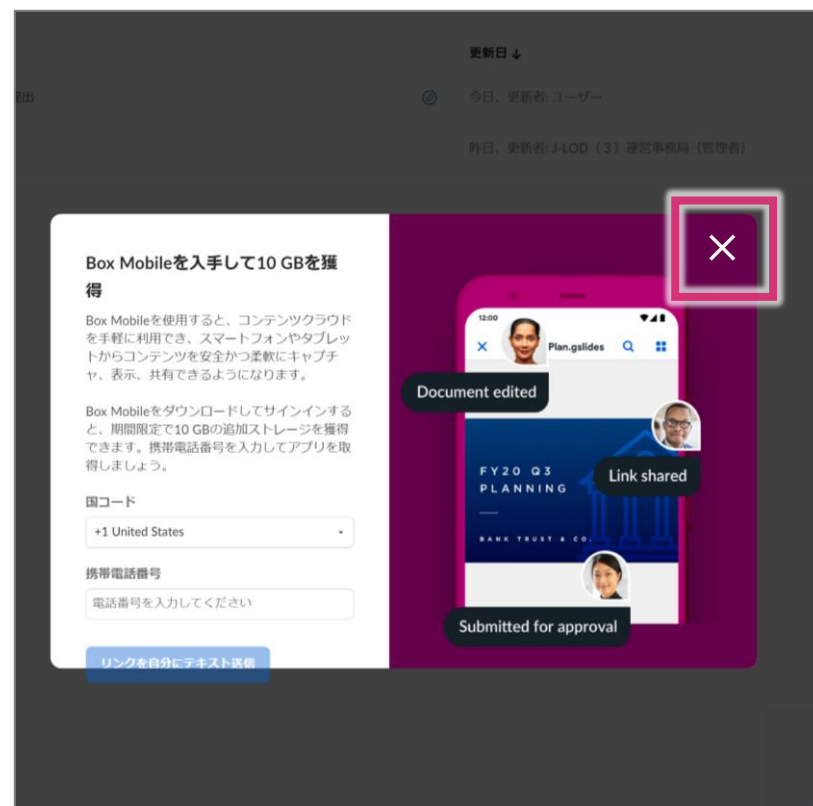 更新日↓
今日、更新者: ユーザー
昨日、更新者: J-LOD（3）運営事務局（管理者）
Box Mobileを入手して10 GBを獲
得
Box Mobileを使用すると、コンテンツクラウド
を手軽に利用でき、スマートフォンやタブレッ
トからコンテンツを安全かつ柔軟にキャプチ
ャ、表示、共有できるようになります。
Box Mobileをダウンロードしてサインインする
と、期間限定で10 GBの追加ストレージを獲得
できます。携帯電話番号を入力してアプリを取
得しましょう。
国コード
+1 United States
携帯電話番号
電話番号を入力してください
リンクを自分にテキスト送信
12:00
Plan.gslides
Document edited
Link shared
FY20 Q3
PLANNING
BANK TRUST & CO.
Submitted for approval